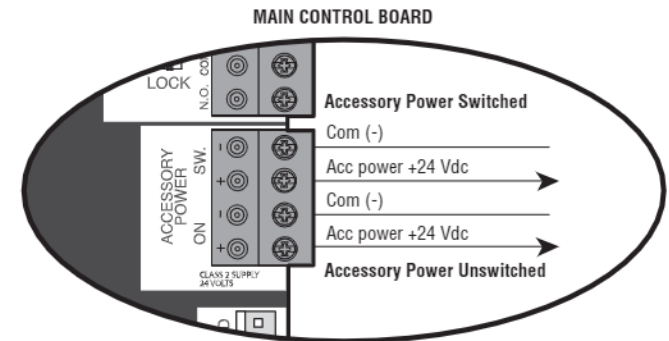 MAIN CONTROL BOARD
LOCK
N.O.
Accessory Power Switched
Com (-)
Acc power +24 Vdc
Com (-)
Acc power +24 Vdc
Accessory Power Unswitched
ACCESSORY
POWER
SW.
ON
-
+
-
+
CLASS 2 SUPPLY
24 VOLTS